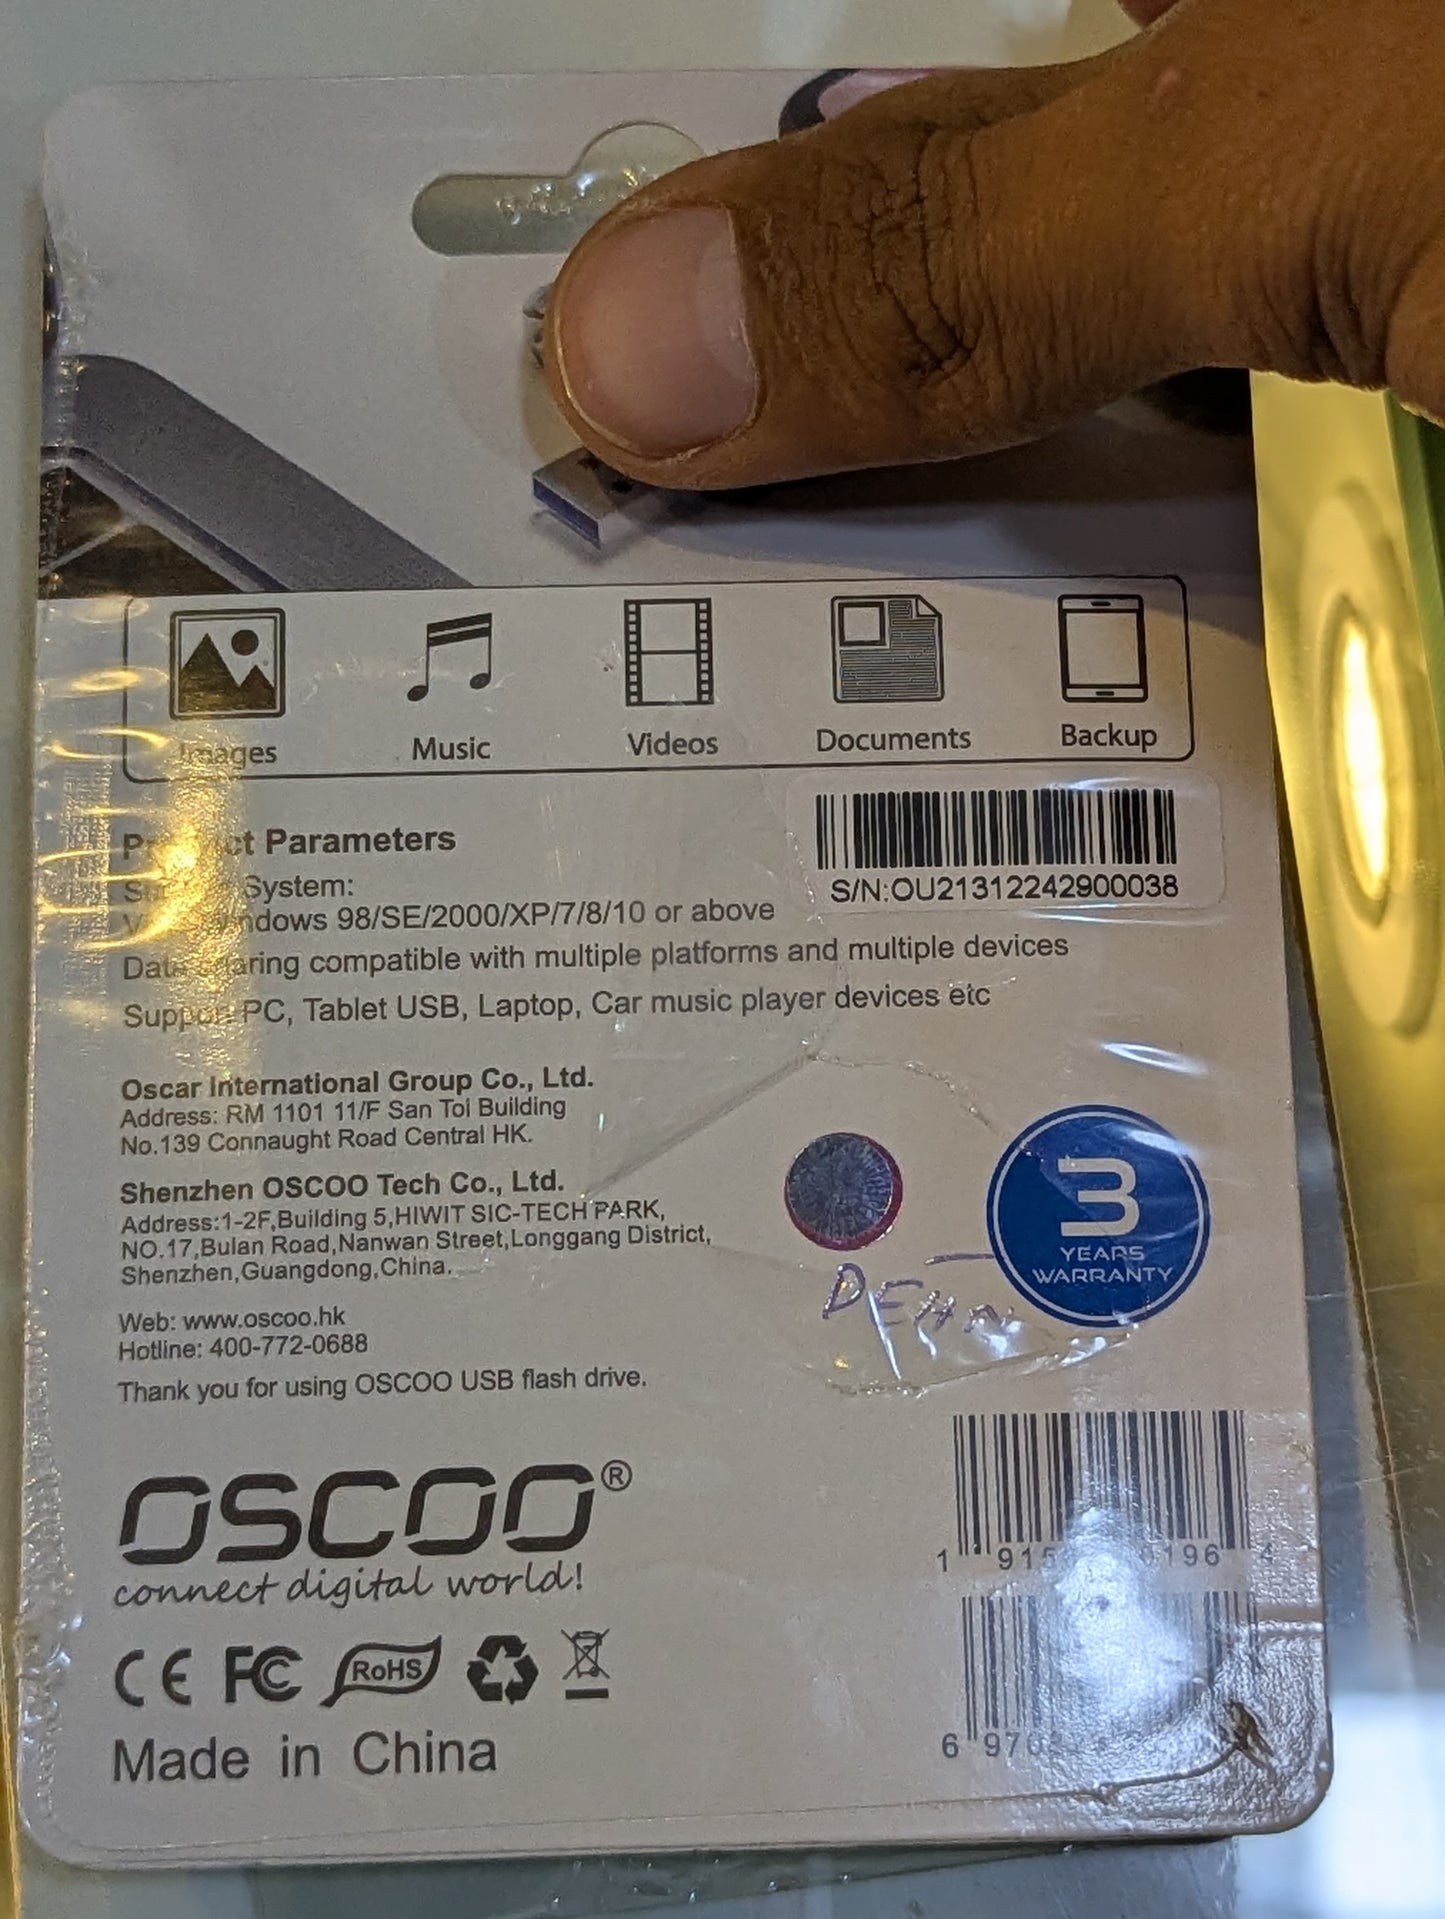 Images Music Videos Documents Backup
Product Parameters
System:
Windows 98/SE/2000/XP/7/8/10 or above
Data sharing compatible with multiple platforms and multiple devices
Support PC, Tablet USB, Laptop, Car music player devices etc
S/N:OU21312242900038
Oscar International Group Co., Ltd.
Address: RM 1101 11/F San Toi Building
No.139 Connaught Road Central HK.
Shenzhen OSCOO Tech Co., Ltd.
Address:1-2F,Building 5,HIWIT SIC-TECH PARK,
NO.17,Bulan Road,Nanwan Street,Longgang District,
Shenzhen,Guangdong,China.
Web: www.oscoo.hk
Hotline: 400-772-0688
Thank you for using OSCOO USB flash drive.
3
YEARS
WARRANTY
OSCOO®
connect digital world!
CE FC RoHS
Made in China